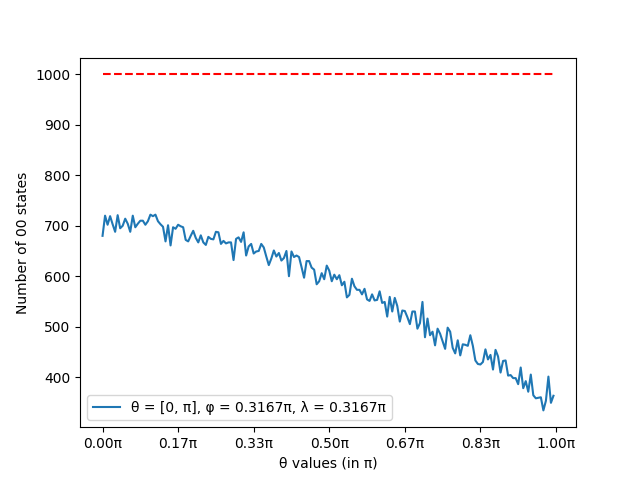 1000
900
800
700
600
500
400
Number of 00 states
θ = [0, π], φ = 0.3167π, λ = 0.3167π
0.00π 0.17π 0.33π 0.50π 0.67π 0.83π 1.00π
θ values (in π)